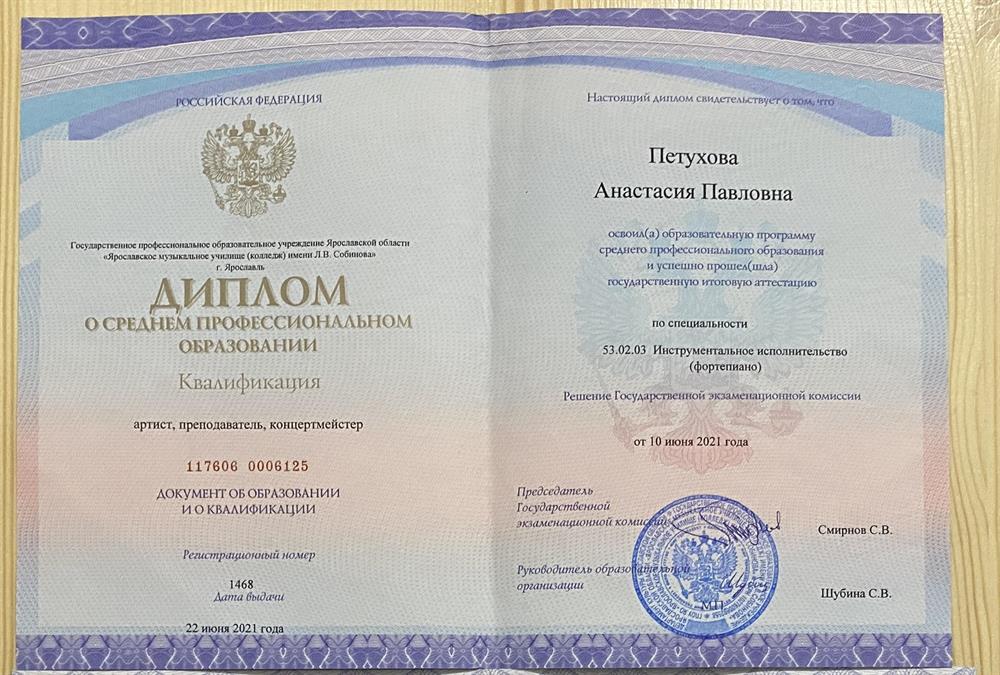 РОССИЙСКАЯ ФЕДЕРАЦИЯ
Государственное профессиональное образовательное учреждение Ярославской области
«Ярославское музыкальное училище (колледж) имени Л.В. Собинова»
г. Ярославль
ДИПЛОМ
О СРЕДНЕМ ПРОФЕССИОНАЛЬНОМ
ОБРАЗОВАНИИ
Квалификация
артист, преподаватель, концертмейстер
117606 0006125
ДОКУМЕНТ ОБ ОБРАЗОВАНИИ
И О КВАЛИФИКАЦИИ
Регистрационный номер
1468
Дата выдачи
22 июня 2021 года
Настоящий диплом свидетельствует о том, что
Петухова
Анастасия Павловна
освоил(а) образовательную программу
среднего профессионального образования
и успешно прошел(шла)
государственную итоговую аттестацию
по специальности
53.02.03 Инструментальное исполнительство
(фортепиано)
Решение Государственной экзаменационной комиссии
от 10 июня 2021 года
Председатель
Государственной
экзаменационной комиссии
Смирнов С.В.
Руководитель образовательной
организации
Шубина С.В.
М.П.